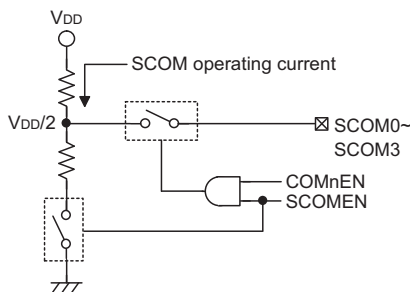 VDD
SCOM operating current
VDD/2
SCOM0~
SCOM3
COMnEN
SCOMEN